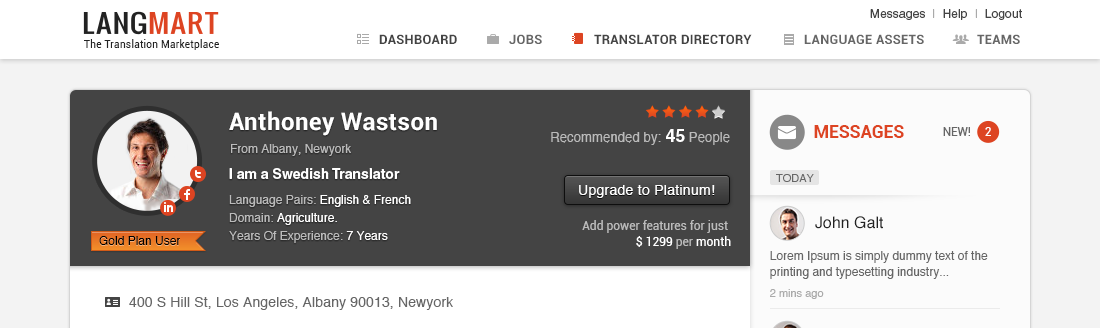 LANGMART
The Translation Marketplace
Messages | Help | Logout
DASHBOARD JOBS TRANSLATOR DIRECTORY LANGUAGE ASSETS TEAMS
Anthoney Wastson
From Albany, Newyork
I am a Swedish Translator
Language Pairs: English & French
Domain: Agriculture.
Years Of Experience: 7 Years
Gold Plan User
Recommended by: 45 People
Upgrade to Platinum!
Add power features for just
$ 1299 per month
400 S Hill St, Los Angeles, Albany 90013, Newyork
MESSAGES NEW! 2
TODAY
John Galt
Lorem Ipsum is simply dummy text of the
printing and typesetting industry...
2 mins ago